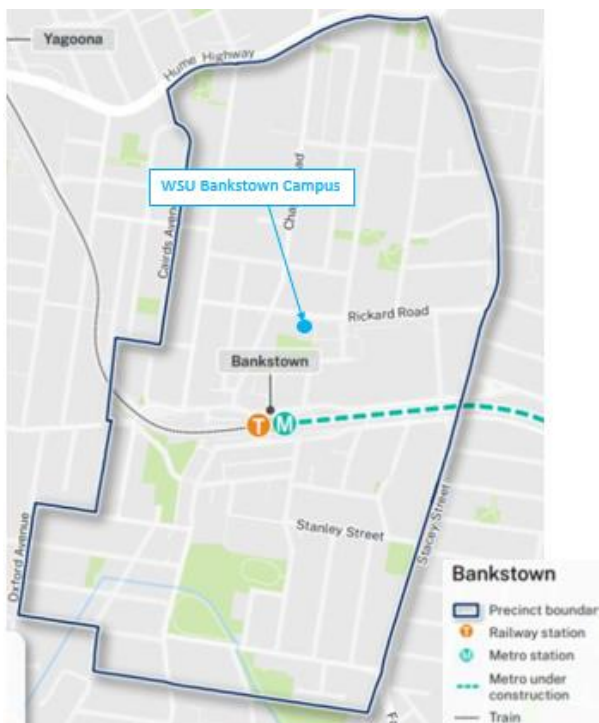 Yagoona
Hume Highway
WSU Bankstown Campus
Cairds
Rickard Road
Bankstown
T M
Stanley Street
Oxford Avenue
Stacey Street
Bankstown
Precinct boundar
T Railway station
M Metro station
Metro under
construction
Train